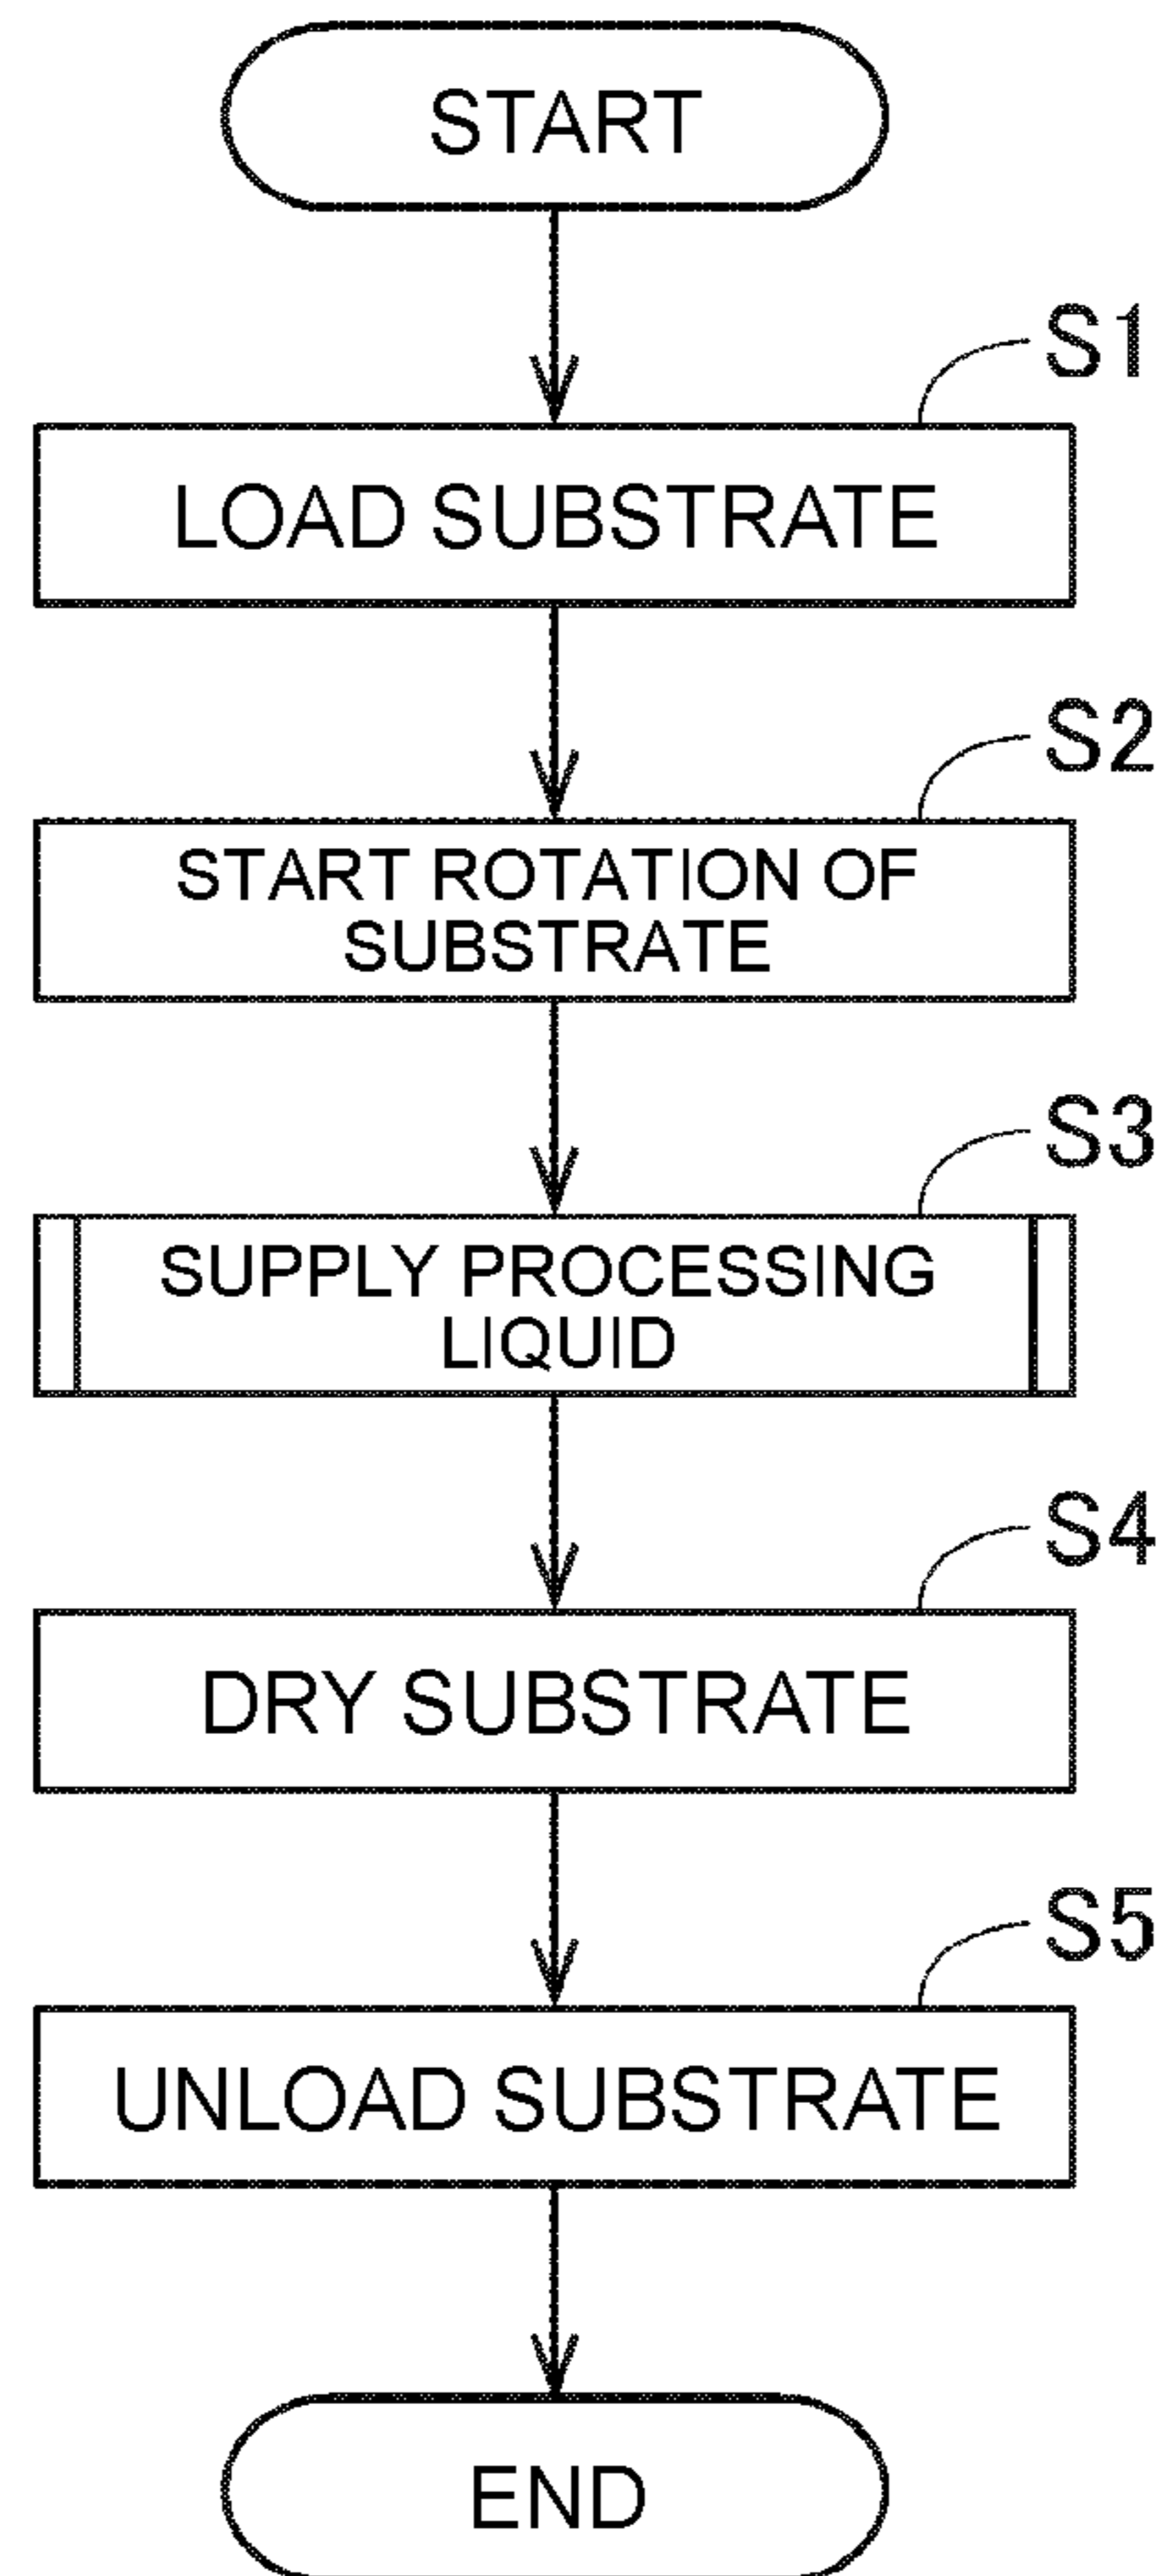 START
S1
LOAD SUBSTRATE
S2
START ROTATION OF
SUBSTRATE
S3
SUPPLY PROCESSING
LIQUID
S4
DRY SUBSTRATE
S5
UNLOAD SUBSTRATE
END